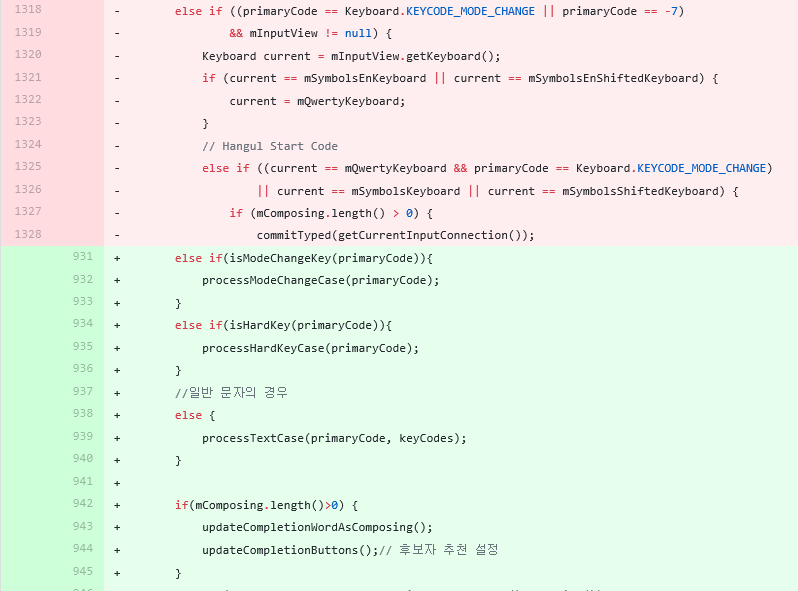 1318 - else if ((primaryCode == Keyboard.KEYCODE_MODE_CHANGE || primaryCode == -7)
1319 - && mInputView != null) {
1320 - Keyboard current = mInputView.getKeyboard();
1321 - if (current == mSymbolsEnKeyboard || current == mSymbolsEnShiftedKeyboard) {
1322 - current = mQwertyKeyboard;
1323 - }
1324 - // Hangul Start Code
1325 - else if ((current == mQwertyKeyboard && primaryCode == Keyboard.KEYCODE_MODE_CHANGE)
1326 - || current == mSymbolsKeyboard || current == mSymbolsShiftedKeyboard) {
1327 - if (mComposing.length() > 0) {
1328 - commitTyped(getCurrentInputConnection());
931 + else if(isModeChangeKey(primaryCode)){
932 + processModeChangeCase(primaryCode);
933 + }
934 + else if(isHardKey(primaryCode)){
935 + processHardKeyCase(primaryCode);
936 + }
937 + //일반 문자의 경우
938 + else {
939 + processTextCase(primaryCode, keyCodes);
940 + }
941 +
942 + if(mComposing.length()>0) {
943 + updateCompletionWordAsComposing();
944 + updateCompletionButtons();// 후보자 추천 설정
945 + }